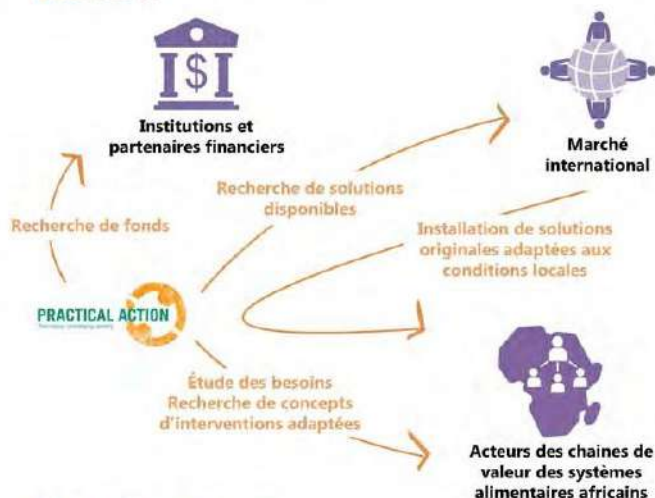 $
Institutions et
partenaires financiers
Marché
international
Recherche de solutions
disponibles
Recherche de fonds
Installation de solutions
originales adaptées aux
conditions locales
PRACTICAL ACTION
Étude des besoins
Recherche de concepts
d'interventions adaptées
Acteurs des chaines de
valeur des systèmes
alimentaires africains